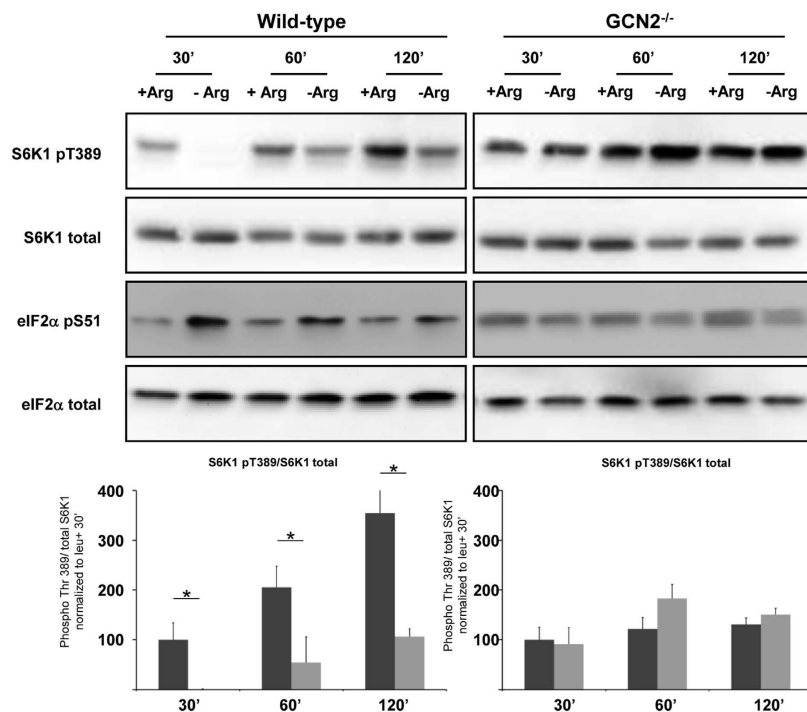 Wild-type GCN2-/-
30’ 60’ 120’ 30’ 60’ 120’
+Arg - Arg + Arg -Arg +Arg -Arg +Arg -Arg +Arg -Arg +Arg -Arg
S6K1 pT389
S6K1 total
eIF2α pS51
eIF2α total
S6K1 pT389/S6K1 total
Phospho Thr 389/ total S6K1
normalized to leu+ 30’
400
300
200
100
* * *
30’ 60’ 120’
S6K1 pT389/S6K1 total
Phospho Thr 389/ total S6K1
normalized to leu+ 30’
400
300
200
100
30’ 60’ 120’